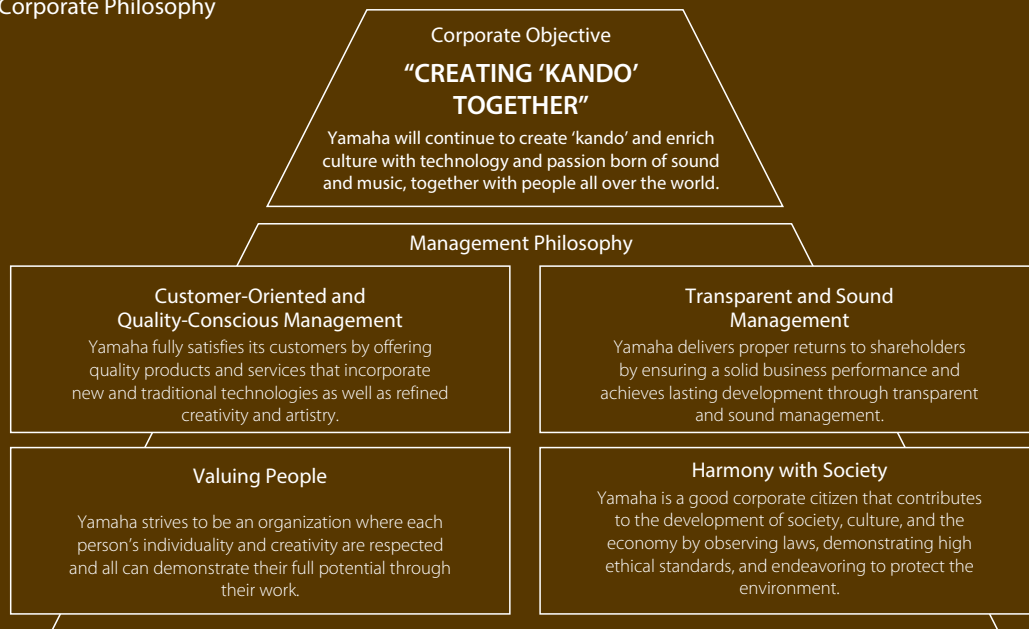 Corporate Philosophy
Corporate Objective
“CREATING ‘KANDO’
TOGETHER”
Yamaha will continue to create ‘kando’ and enrich
culture with technology and passion born of sound
and music, together with people all over the world.
Management Philosophy
Customer-Oriented and
Quality-Conscious Management
Yamaha fully satisfies its customers by offering
quality products and services that incorporate
new and traditional technologies as well as refined
creativity and artistry.
Transparent and Sound
Management
Yamaha delivers proper returns to shareholders
by ensuring a solid business performance and
achieves lasting development through transparent
and sound management.
Valuing People
Yamaha strives to be an organization where each
person’s individuality and creativity are respected
and all can demonstrate their full potential through
their work.
Harmony with Society
Yamaha is a good corporate citizen that contributes
to the development of society, culture, and the
economy by observing laws, demonstrating high
ethical standards, and endeavoring to protect the
environment.